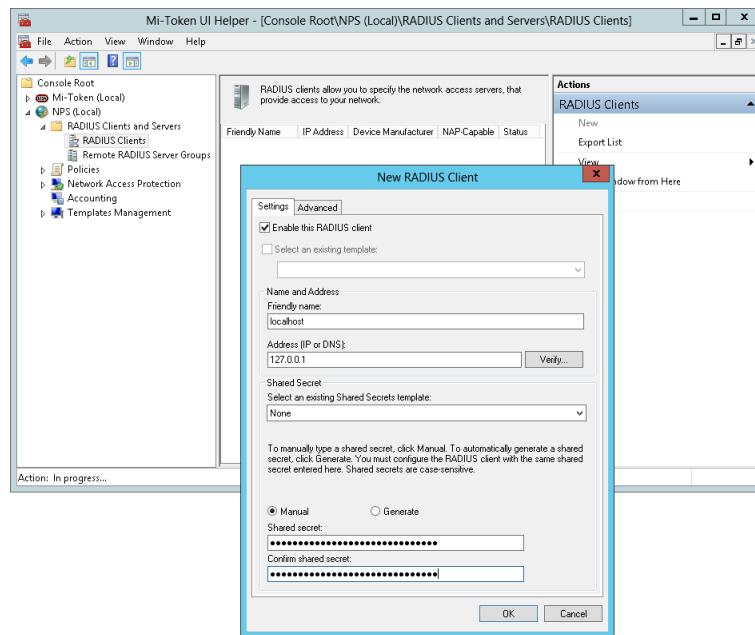 Mi-Token UI Helper - [Console Root\NPS (Local)\RADIUS Clients and Servers\RADIUS Clients]
File Action View Window Help
Console Root
Mi-Token (Local)
NPS (Local)
RADIUS Clients and Servers
RADIUS Clients
Remote RADIUS Server Groups
Policies
Network Access Protection
Accounting
Templates Management
RADIUS clients allow you to specify the network access servers, that
provide access to your network.
Friendly Name IP Address Device Manufacturer NAP-Capable Status
Actions
RADIUS Clients
New
Export List
View
from Here
New RADIUS Client
x
Settings Advanced
Enable this RADIUS client
Select an existing template:
Name and Address
Friendly name:
localhost
Address (IP or DNS):
127.0.0.1 Verify...
Shared Secret
Select an existing Shared Secrets template:
None
To manually type a shared secret, click Manual. To automatically generate a shared
secret, click Generate. You must configure the RADIUS client with the same shared
secret entered here. Shared secrets are case-sensitive.
Manual Generate
Shared secret:
Confirm shared secret:
OK Cancel
Action: In progress...